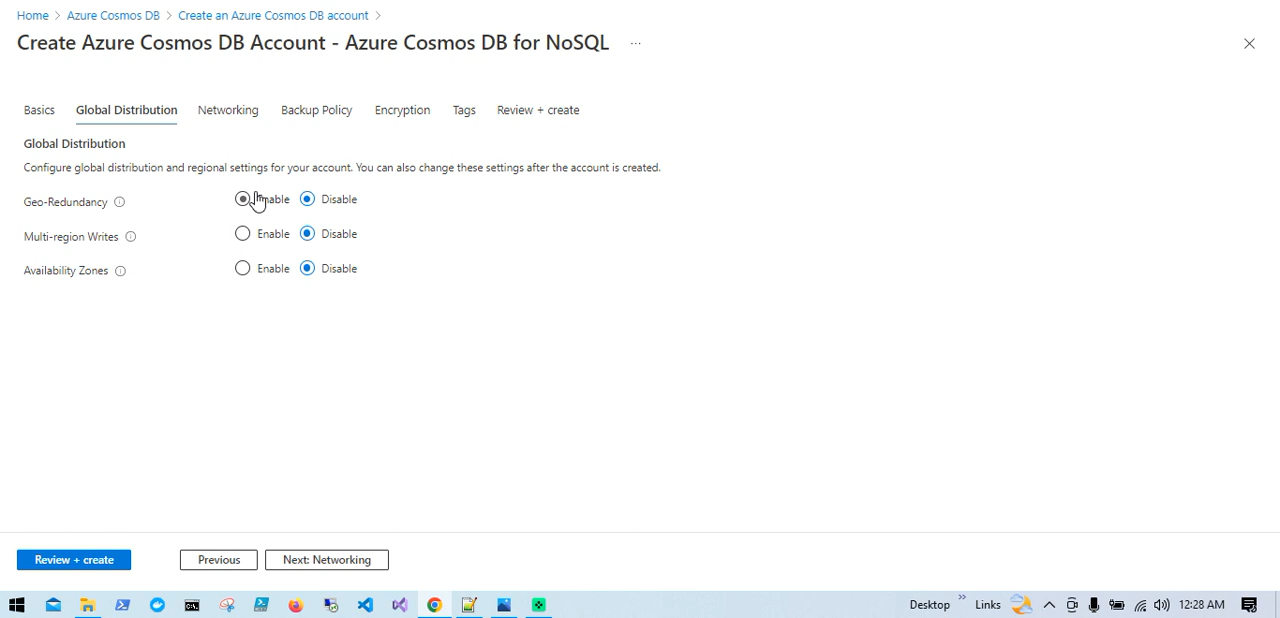 Home > Azure Cosmos DB > Create an Azure Cosmos DB account >
Create Azure Cosmos DB Account - Azure Cosmos DB for NoSQL ...
Basics Global Distribution Networking Backup Policy Encryption Tags Review + create
Global Distribution
Configure global distribution and regional settings for your account. You can also change these settings after the account is created.
Geo-Redundancy nable Disable
Multi-region Writes Enable Disable
Availability Zones Enable Disable
Review + create Previous Next: Networking
Desktop » Links 12:28 AM